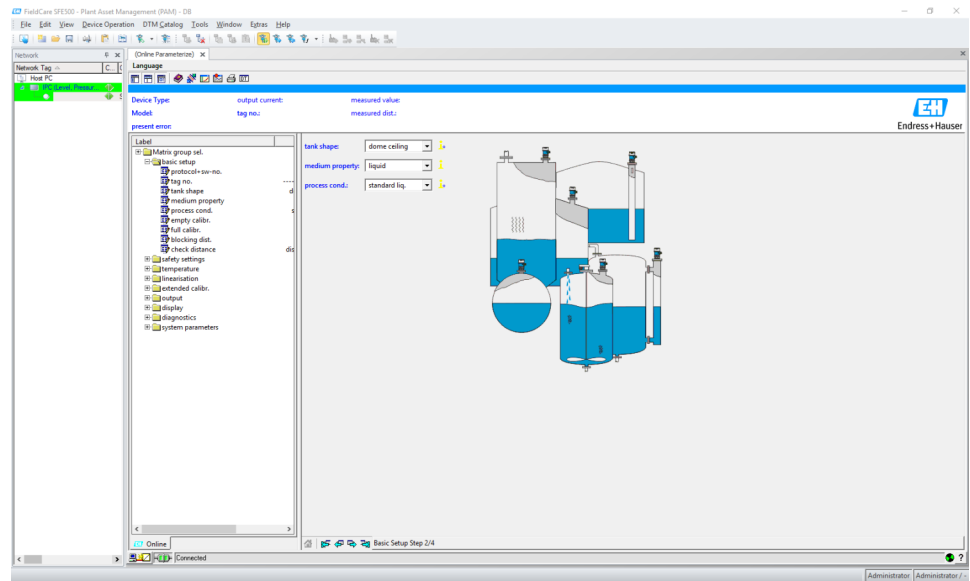 FieldCare SFE500 - Plant Asset Management (PAM) - DB
File Edit View Device Operation DTM Catalog Tools Window Extras Help
Network
Network Tag C...
Host PC
IPC (Level, Pressur...
(Online Parameterize)
Language
Device Type: output current: measured value:
Model: tag no.: measured dist.:
present error:
Endress+Hauser
Label
Matrix group sel.
basic setup
protocol+sw-no.
tag no. ----
tank shape d
medium property
process cond. s
empty calibr.
full calibr.
blocking dist.
check distance dis
safety settings
temperature
linearisation
extended calibr.
output
display
diagnostics
system parameters
tank shape: dome ceiling
medium property: liquid
process cond.: standard liq.
Online
Basic Setup Step 2/4
Connected
Administrator Administrator /